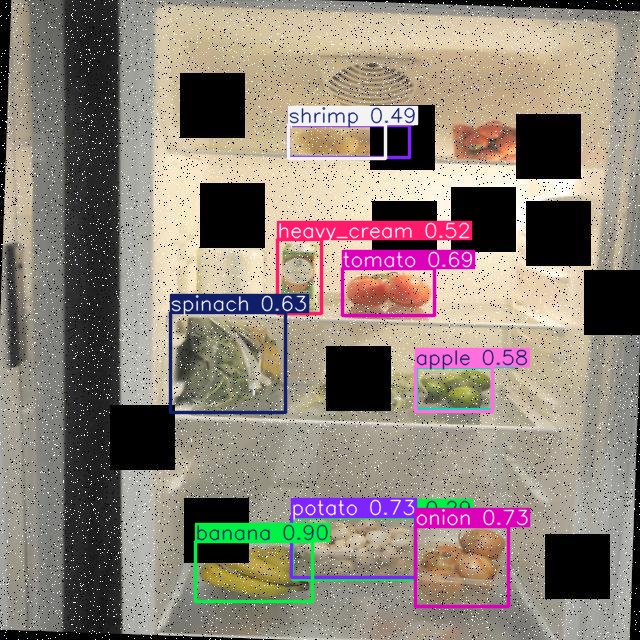 shrimp 0.49
heavy_cream 0.52
tomato 0.69
spinach 0.63
apple 0.58
potato 0.73
banana 0.90
onion 0.73